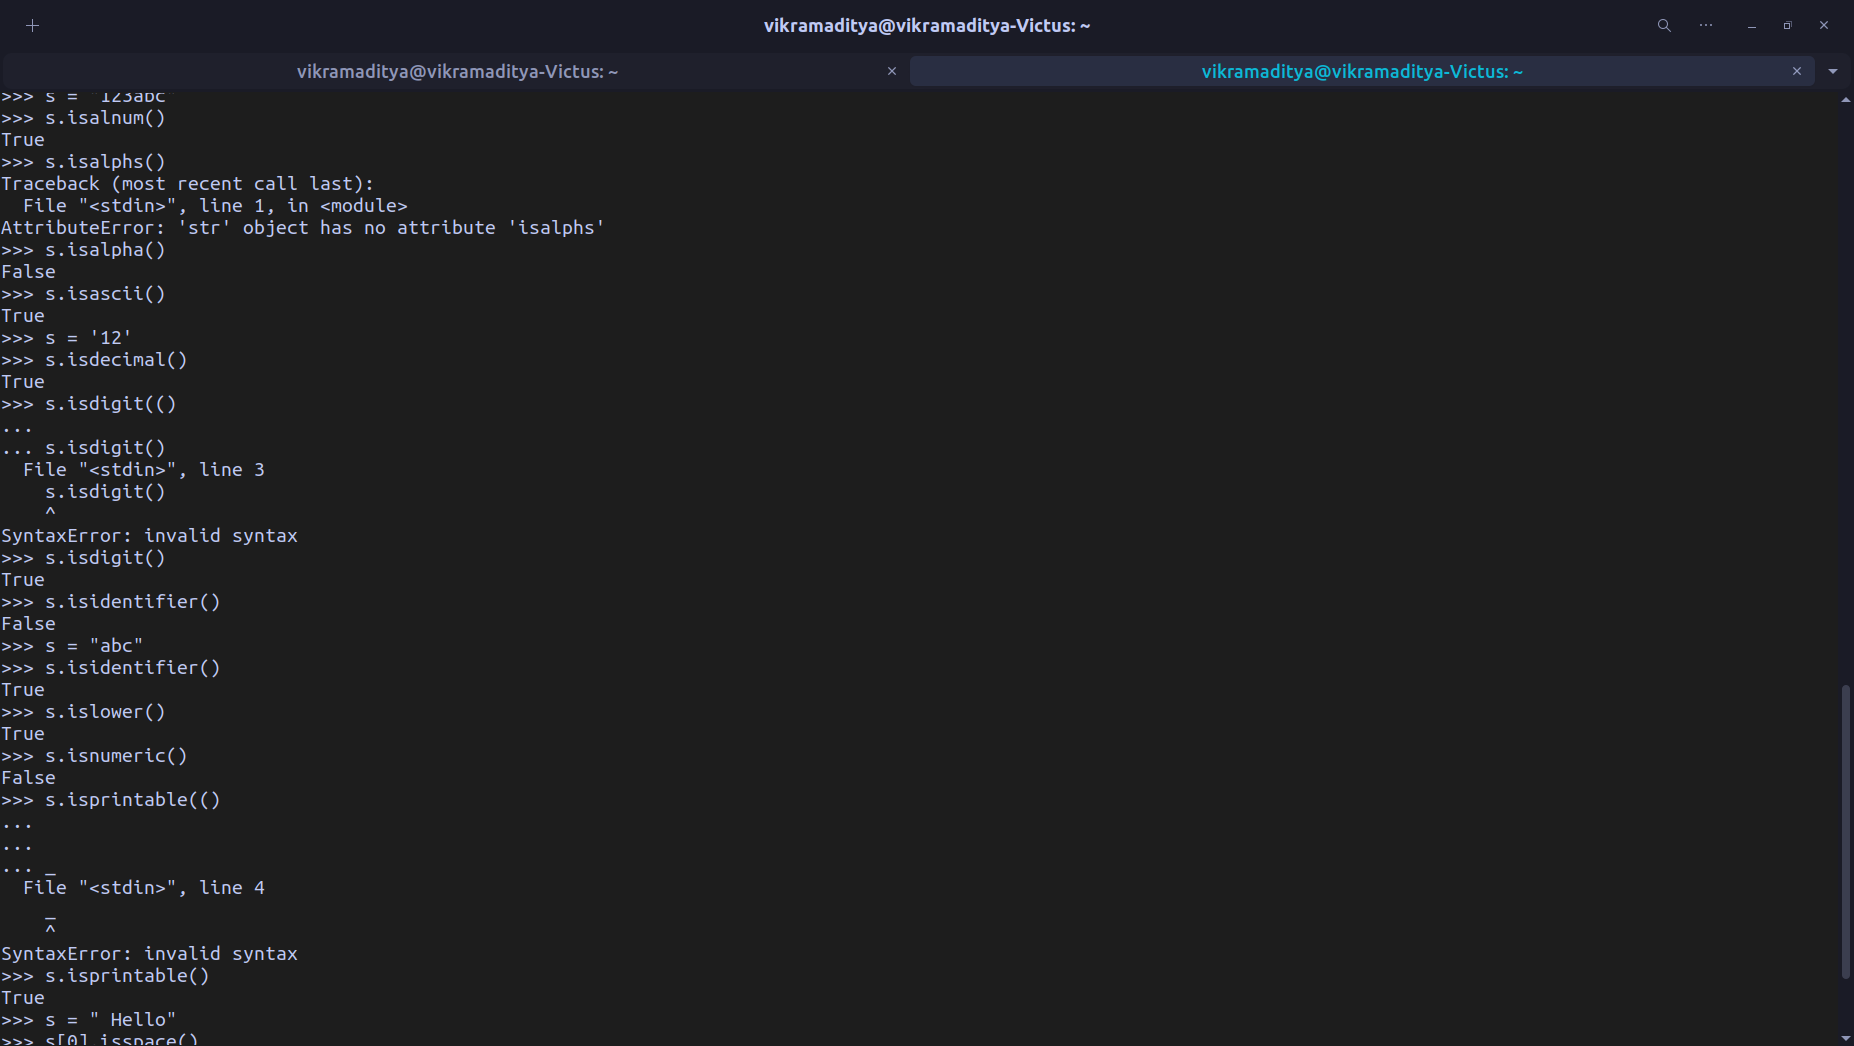 vikramaditya@vikramaditya-Victus: ~
vikramaditya@vikramaditya-Victus: ~
vikramaditya@vikramaditya-Victus: ~
>>> s = "123abc"
>>> s.isalnum()
True
>>> s.isalphs()
Traceback (most recent call last):
  File "<stdin>", line 1, in <module>
AttributeError: 'str' object has no attribute 'isalphs'
>>> s.isalpha()
False
>>> s.isascii()
True
>>> s = '12'
>>> s.isdecimal()
True
>>> s.isdigit(()
...
... s.isdigit()
  File "<stdin>", line 3
    s.isdigit()
    ^
SyntaxError: invalid syntax
>>> s.isdigit()
True
>>> s.isidentifier()
False
>>> s = "abc"
>>> s.isidentifier()
True
>>> s.islower()
True
>>> s.isnumeric()
False
>>> s.isprintable(()
...
...
... _
  File "<stdin>", line 4
    _
    ^
SyntaxError: invalid syntax
>>> s.isprintable()
True
>>> s = " Hello"
>>> s[0].isspace()